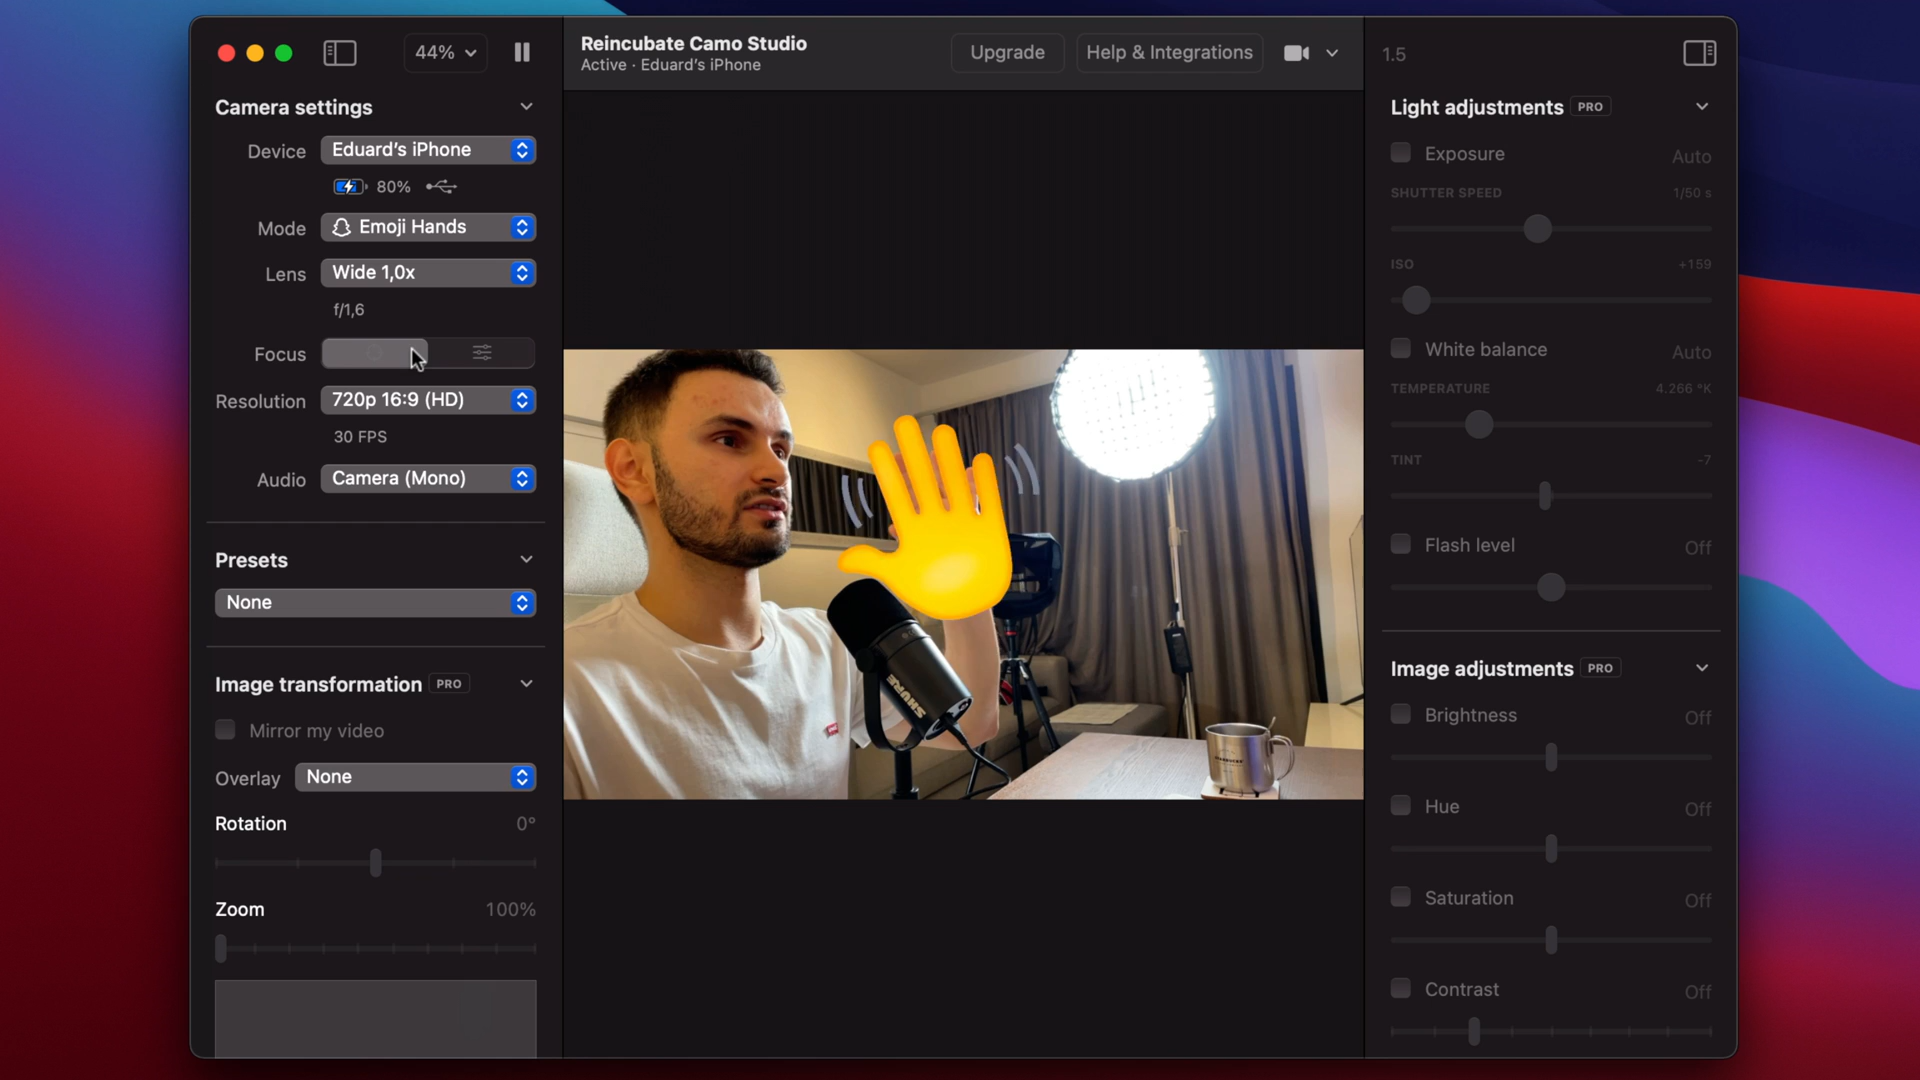 44%
Reincubate Camo Studio
Active · Eduard's iPhone
Upgrade
Help & Integrations
1.5
Camera settings
Device Eduard's iPhone
80%
Mode Emoji Hands
Lens Wide 1,0x
f/1,6
Focus
Resolution 720p 16:9 (HD)
30 FPS
Audio Camera (Mono)
Presets
None
Image transformation PRO
Mirror my video
Overlay None
Rotation 0°
Zoom 100%
SHURE
Light adjustments PRO
Exposure Auto
SHUTTER SPEED 1/50 s
ISO +159
White balance Auto
TEMPERATURE 4.266 °K
TINT -7
Flash level Off
Image adjustments PRO
Brightness Off
Hue Off
Saturation Off
Contrast Off